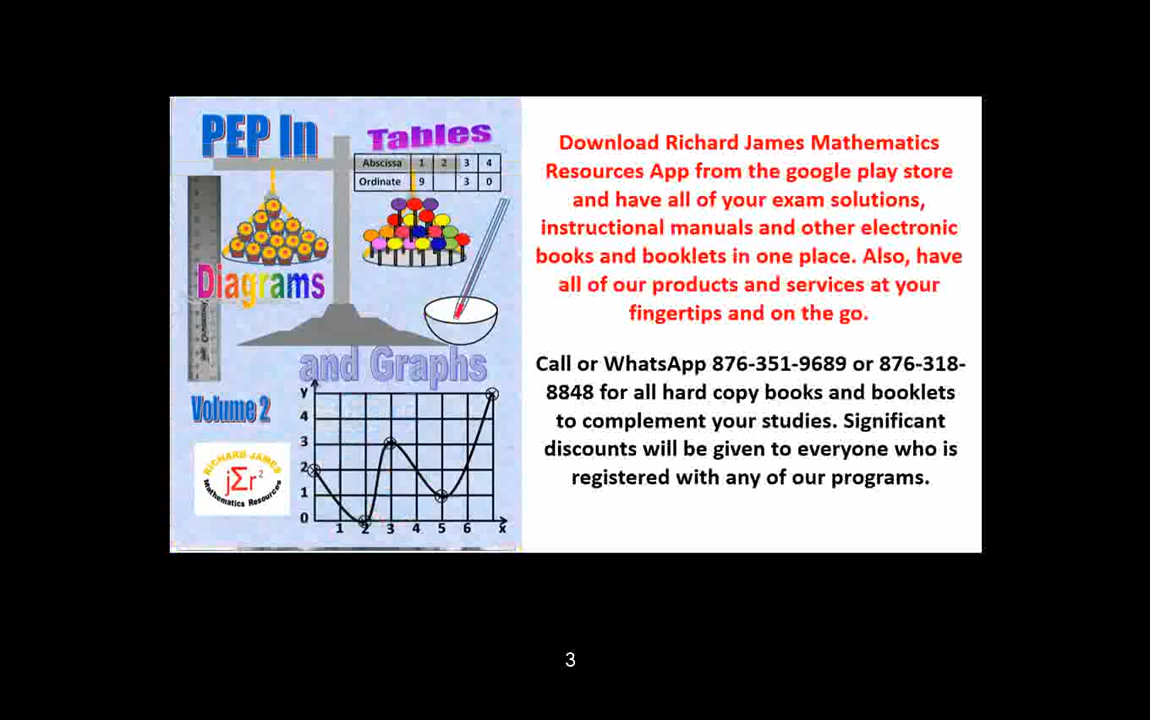 PEP In
Tables
Abscissa 1 2 3 4
Ordinate 9 3 0
Diagrams
and Graphs
Volume 2
RICHARD JAMES
jΣr²
Mathematics Resources
y
4
3
2
1
0
1 2 3 4 5 6 x
Download Richard James Mathematics
Resources App from the google play store
and have all of your exam solutions,
instructional manuals and other electronic
books and booklets in one place. Also, have
all of our products and services at your
fingertips and on the go.
Call or WhatsApp 876-351-9689 or 876-318-
8848 for all hard copy books and booklets
to complement your studies. Significant
discounts will be given to everyone who is
registered with any of our programs.
3